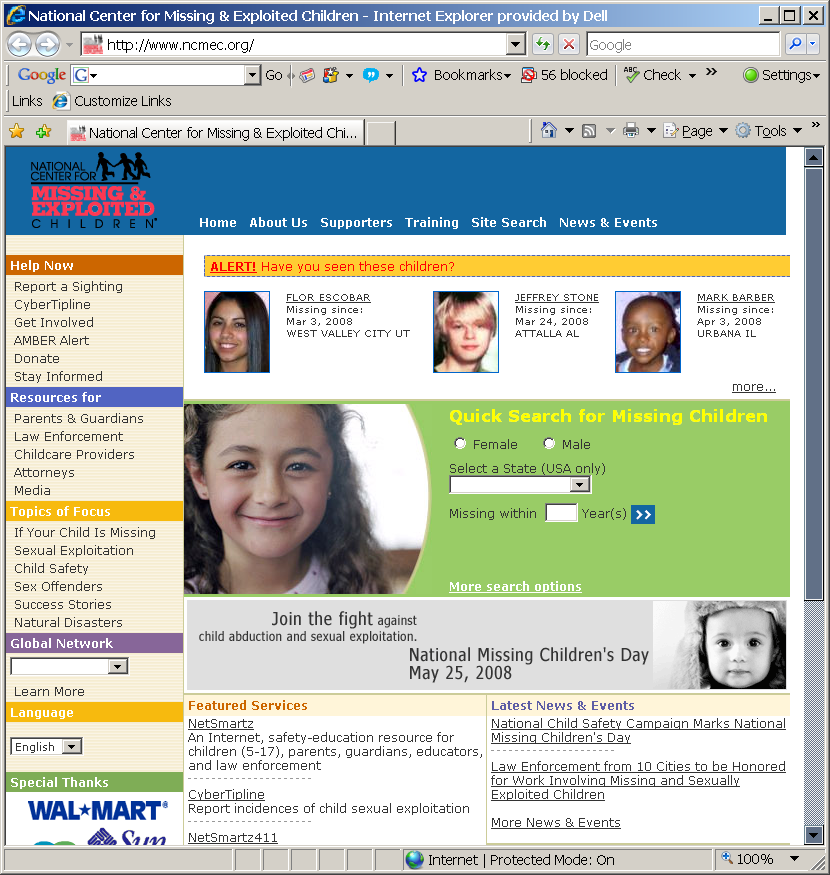 National Center for Missing & Exploited Children - Internet Explorer provided by Dell
http://www.ncmec.org/
Google
Google G Go Bookmarks 56 blocked ABC Check » Settings
Links Customize Links
National Center for Missing & Exploited Chi... Page Tools »
NATIONAL
CENTER FOR
MISSING &
EXPLOITED
CHILDREN®
Home About Us Supporters Training Site Search News & Events
Help Now
Report a Sighting
CyberTipline
Get Involved
AMBER Alert
Donate
Stay Informed
Resources for
Parents & Guardians
Law Enforcement
Childcare Providers
Attorneys
Media
Topics of Focus
If Your Child Is Missing
Sexual Exploitation
Child Safety
Sex Offenders
Success Stories
Natural Disasters
Global Network
Learn More
Language
English
Special Thanks
WAL★MART®
Sun
ALERT! Have you seen these children?
FLOR ESCOBAR
Missing since:
Mar 3, 2008
WEST VALLEY CITY UT
JEFFREY STONE
Missing since:
Mar 24, 2008
ATTALLA AL
MARK BARBER
Missing since:
Apr 3, 2008
URBANA IL
more...
Quick Search for Missing Children
Female Male
Select a State (USA only)
Missing within Year(s) >>
More search options
Join the fight against
child abduction and sexual exploitation.
National Missing Children's Day
May 25, 2008
Featured Services
NetSmartz
An Internet, safety-education resource for
children (5-17), parents, guardians, educators,
and law enforcement
CyberTipline
Report incidences of child sexual exploitation
NetSmartz411
Latest News & Events
National Child Safety Campaign Marks National
Missing Children's Day
Law Enforcement from 10 Cities to be Honored
for Work Involving Missing and Sexually
Exploited Children
More News & Events
Internet | Protected Mode: On 100%